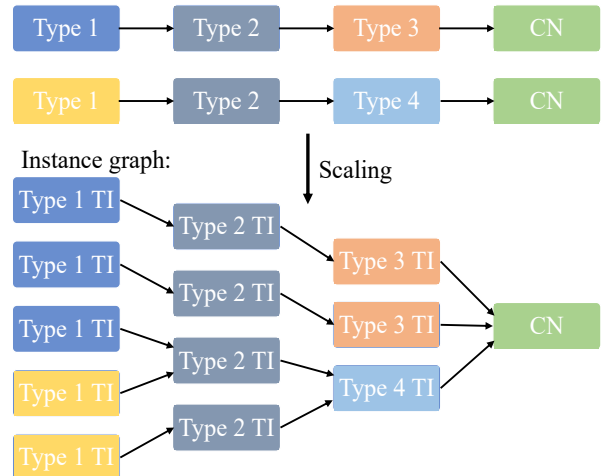 Type 1 Type 2 Type 3 CN
Type 1 Type 2 Type 4 CN
Instance graph:
Scaling
Type 1 TI
Type 2 TI
Type 1 TI
Type 3 TI
Type 2 TI
Type 1 TI
Type 3 TI
CN
Type 2 TI
Type 1 TI
Type 4 TI
Type 2 TI
Type 1 TI